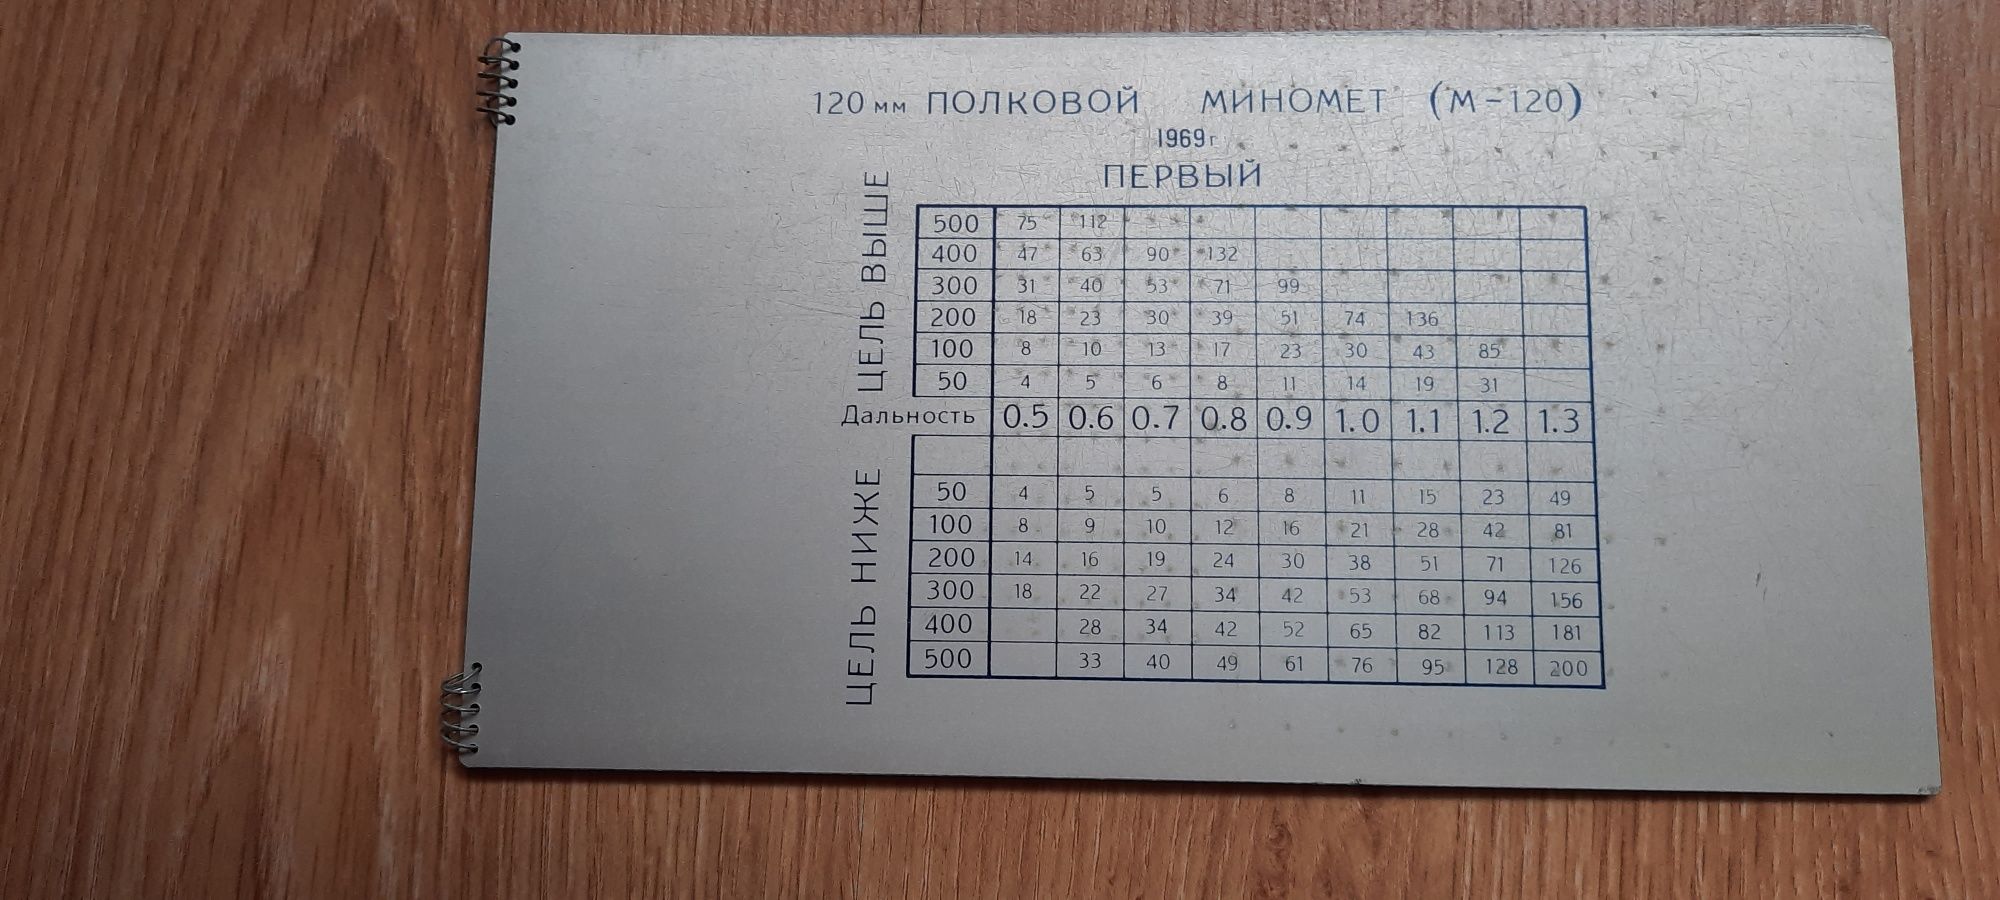 120 мм ПОЛКОВОЙ МИНОМЕТ (М-120)
1969 г
ПЕРВЫЙ
ЦЕЛЬ ВЫШЕ
500 75 112
400 47 63 90 132
300 31 40 53 71 99
200 18 23 30 39 51 74 136
100 8 10 13 17 23 30 43 85
50 4 5 6 8 11 14 19 31
Дальность 0.5 0.6 0.7 0.8 0.9 1.0 1.1 1.2 1.3
ЦЕЛЬ НИЖЕ
50 4 5 5 6 8 11 15 23 49
100 8 9 10 12 16 21 28 42 81
200 14 16 19 24 30 38 51 71 126
300 18 22 27 34 42 53 68 94 156
400 28 34 42 52 65 82 113 181
500 33 40 49 61 76 95 128 200